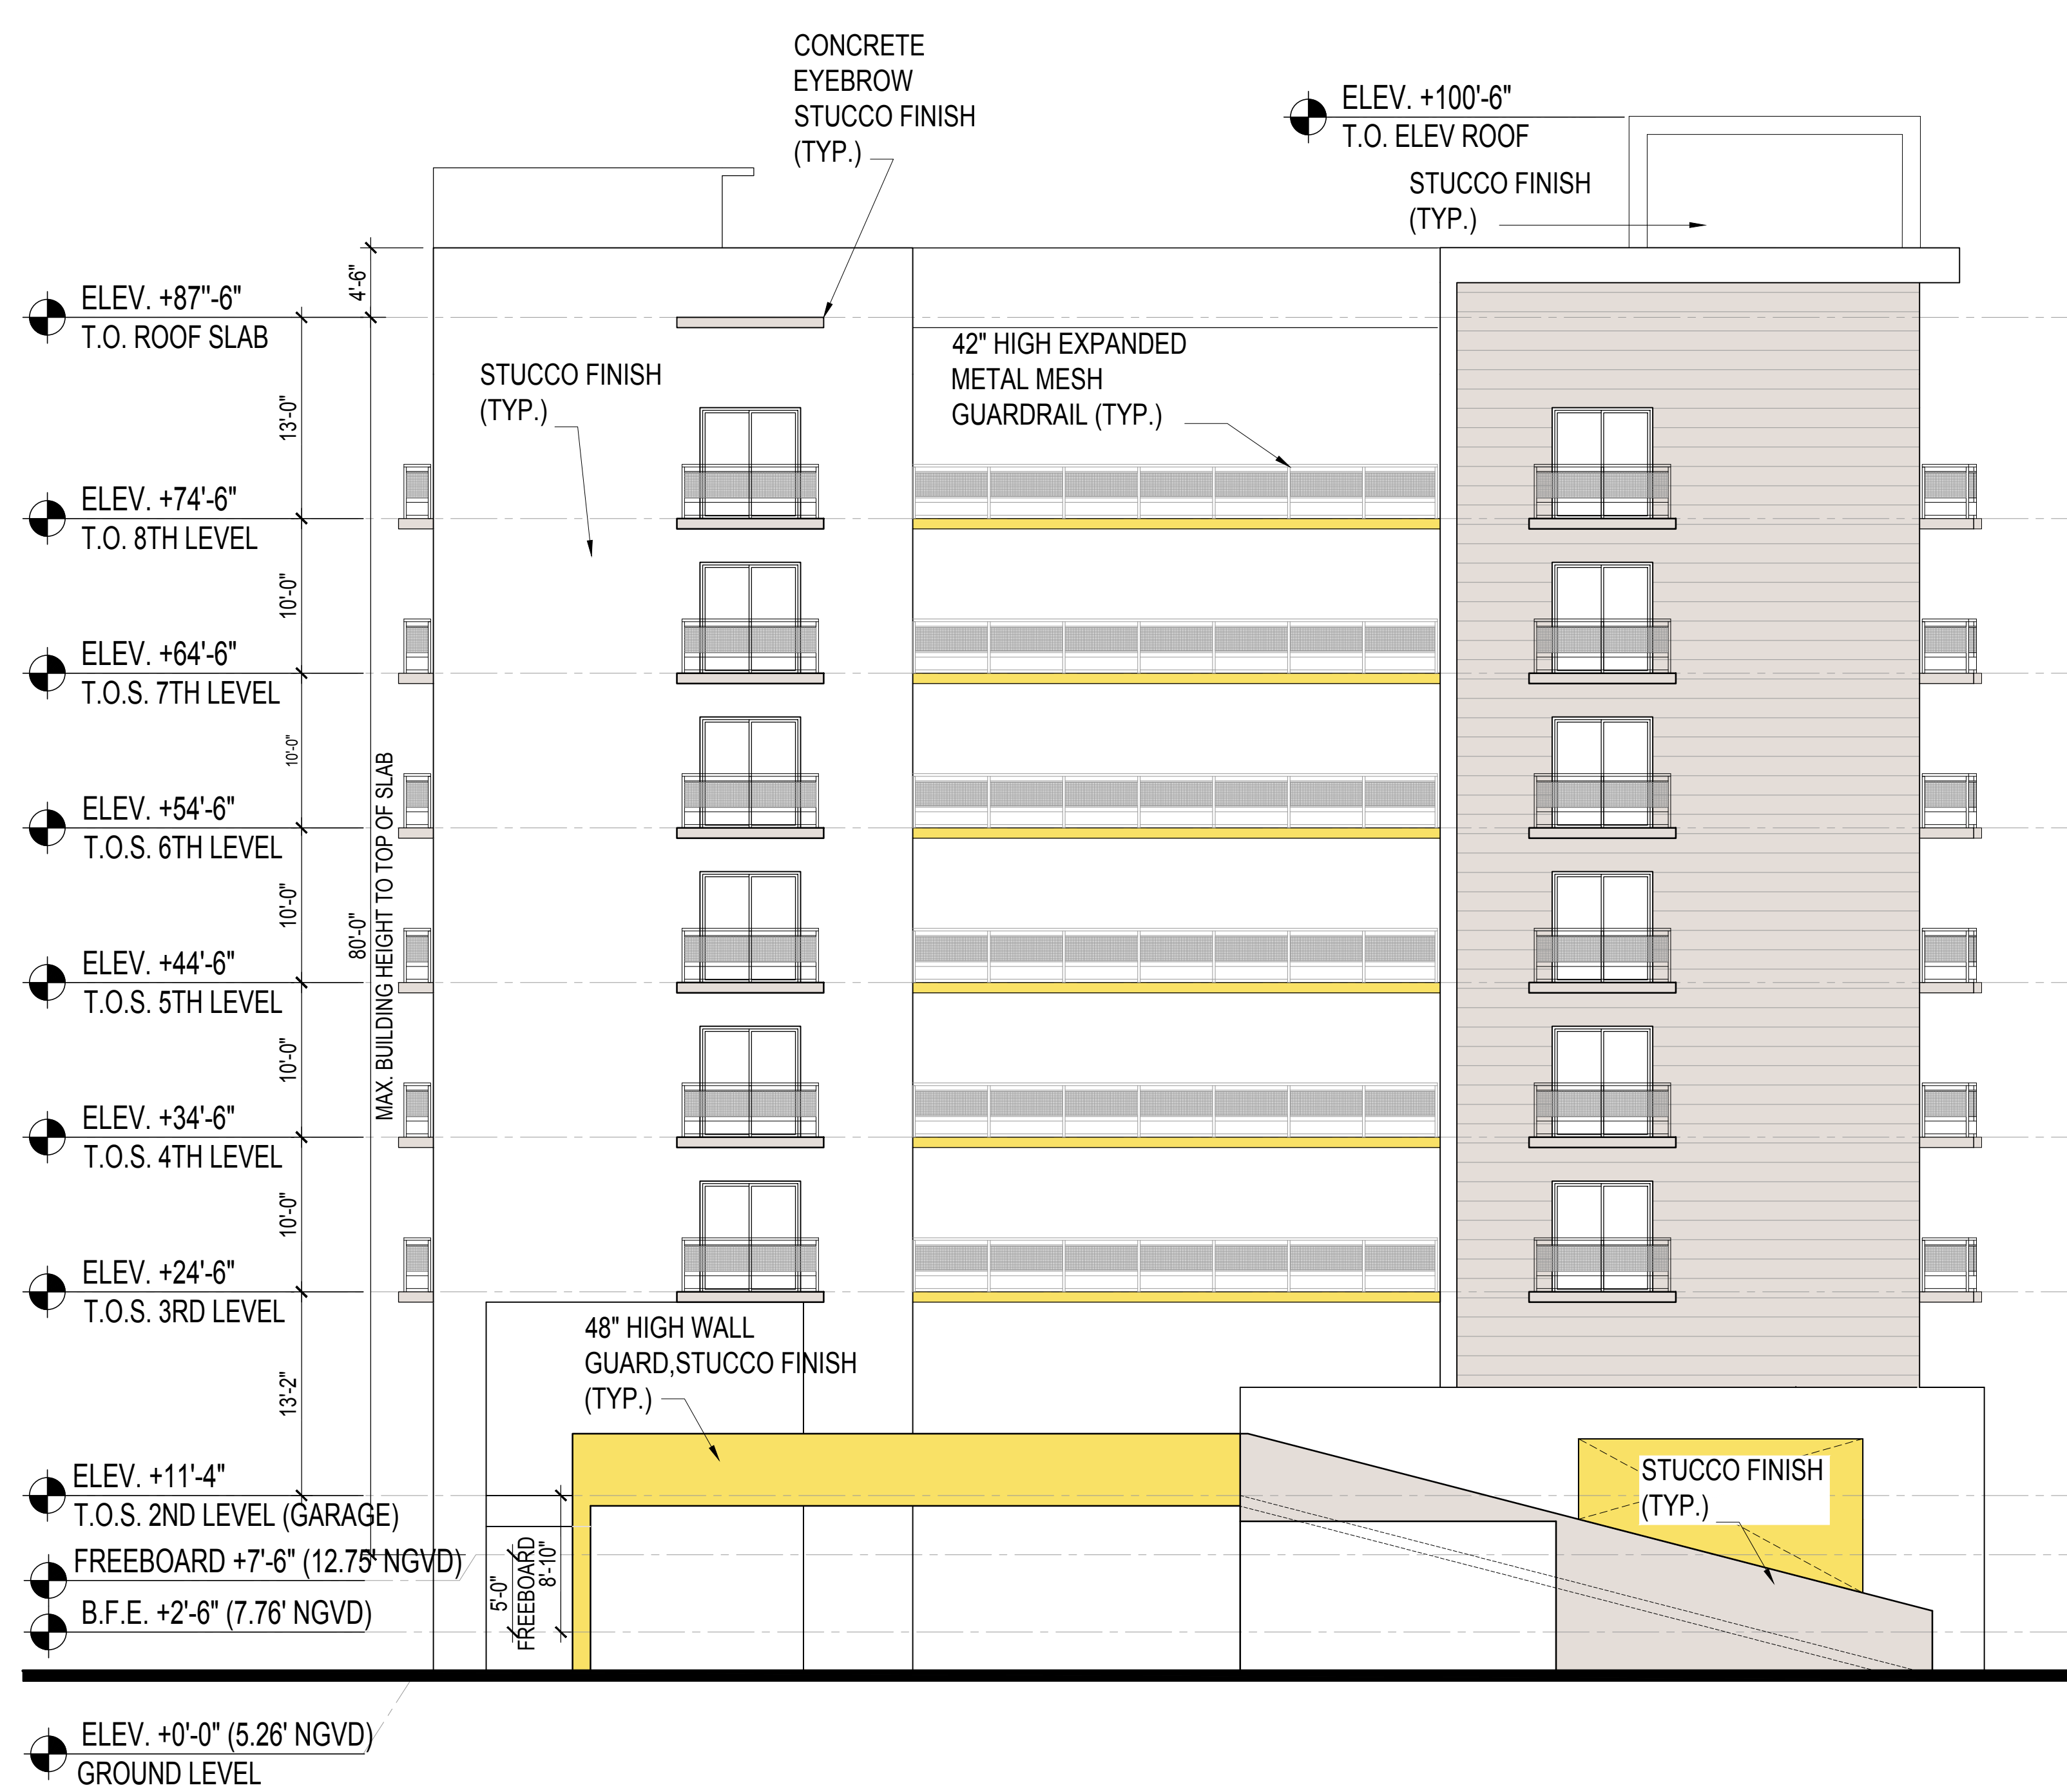 CONCRETE
EYEBROW
STUCCO FINISH
(TYP.)
ELEV. +100'-6"
T.O. ELEV ROOF
STUCCO FINISH
(TYP.)
4'-6"
ELEV. +87"-6"
T.O. ROOF SLAB
42" HIGH EXPANDED
METAL MESH
GUARDRAIL (TYP.)
STUCCO FINISH
(TYP.)
13'-0"
ELEV. +74'-6"
T.O. 8TH LEVEL
10'-0"
ELEV. +64'-6"
T.O.S. 7TH LEVEL
10'-0"
ELEV. +54'-6"
T.O.S. 6TH LEVEL
80'-0"
MAX. BUILDING HEIGHT TO TOP OF SLAB
10'-0"
ELEV. +44'-6"
T.O.S. 5TH LEVEL
10'-0"
ELEV. +34'-6"
T.O.S. 4TH LEVEL
10'-0"
ELEV. +24'-6"
T.O.S. 3RD LEVEL
48" HIGH WALL
GUARD,STUCCO FINISH
(TYP.)
13'-2"
ELEV. +11'-4"
T.O.S. 2ND LEVEL (GARAGE)
STUCCO FINISH
(TYP.)
FREEBOARD +7'-6" (12.75' NGVD)
5'-0"
FREEBOARD
8'-10"
B.F.E. +2'-6" (7.76' NGVD)
ELEV. +0'-0" (5.26' NGVD)
GROUND LEVEL